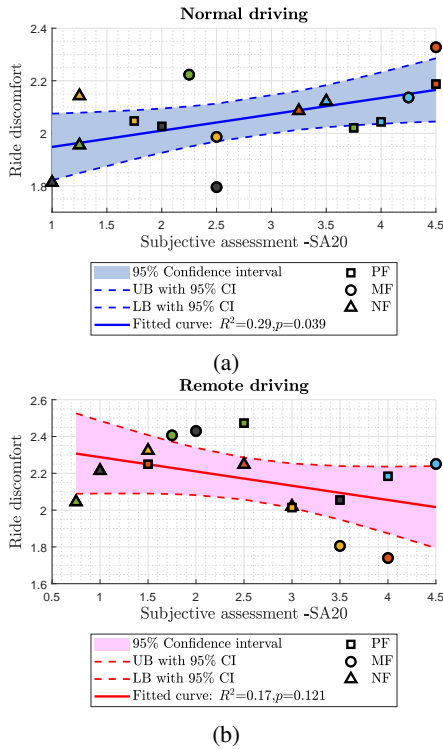 Normal driving
2.4
2.2
2
1.8
Ride discomfort
1 1.5 2 2.5 3 3.5 4 4.5
Subjective assessment -SA20
95% Confidence interval
UB with 95% CI
LB with 95% CI
Fitted curve: R²=0.29,p=0.039
PF
MF
NF
(a)
Remote driving
2.6
2.4
2.2
2
1.8
1.6
Ride discomfort
0.5 1 1.5 2 2.5 3 3.5 4 4.5
Subjective assessment -SA20
95% Confidence interval
UB with 95% CI
LB with 95% CI
Fitted curve: R²=0.17,p=0.121
PF
MF
NF
(b)